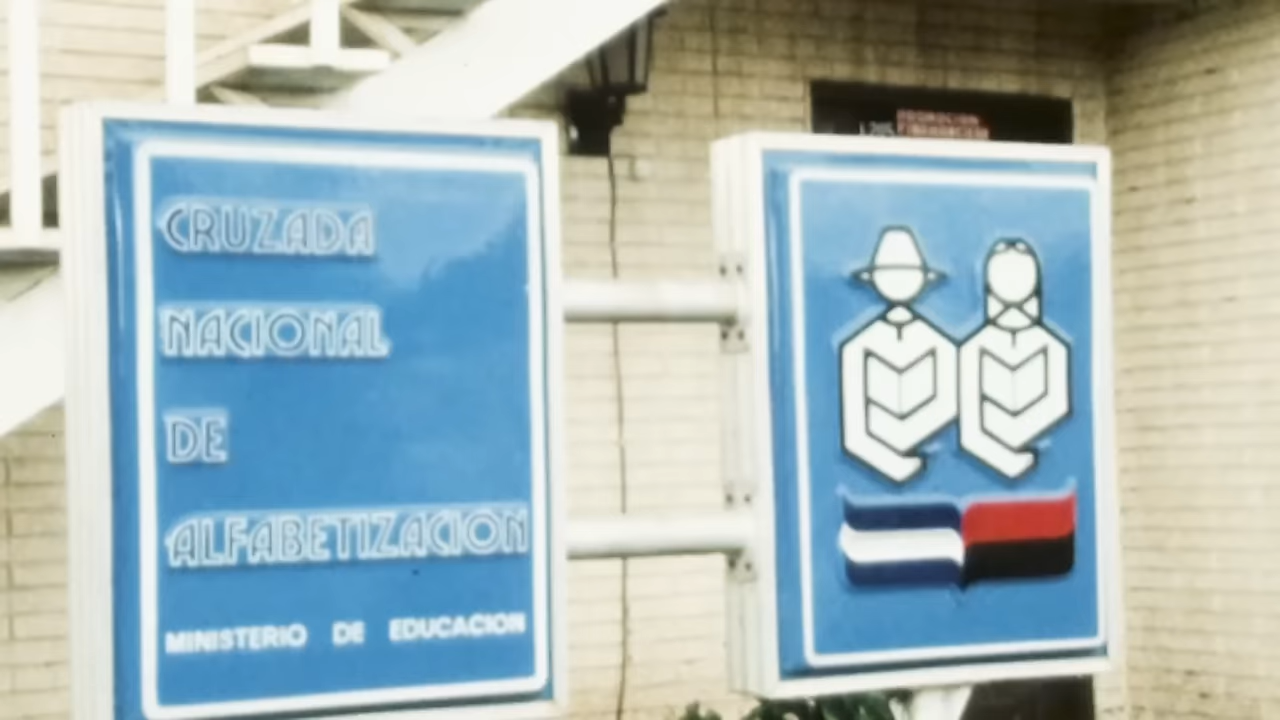 CRUZADA
NACIONAL
DE
ALFABETIZACION
MINISTERIO DE EDUCACION